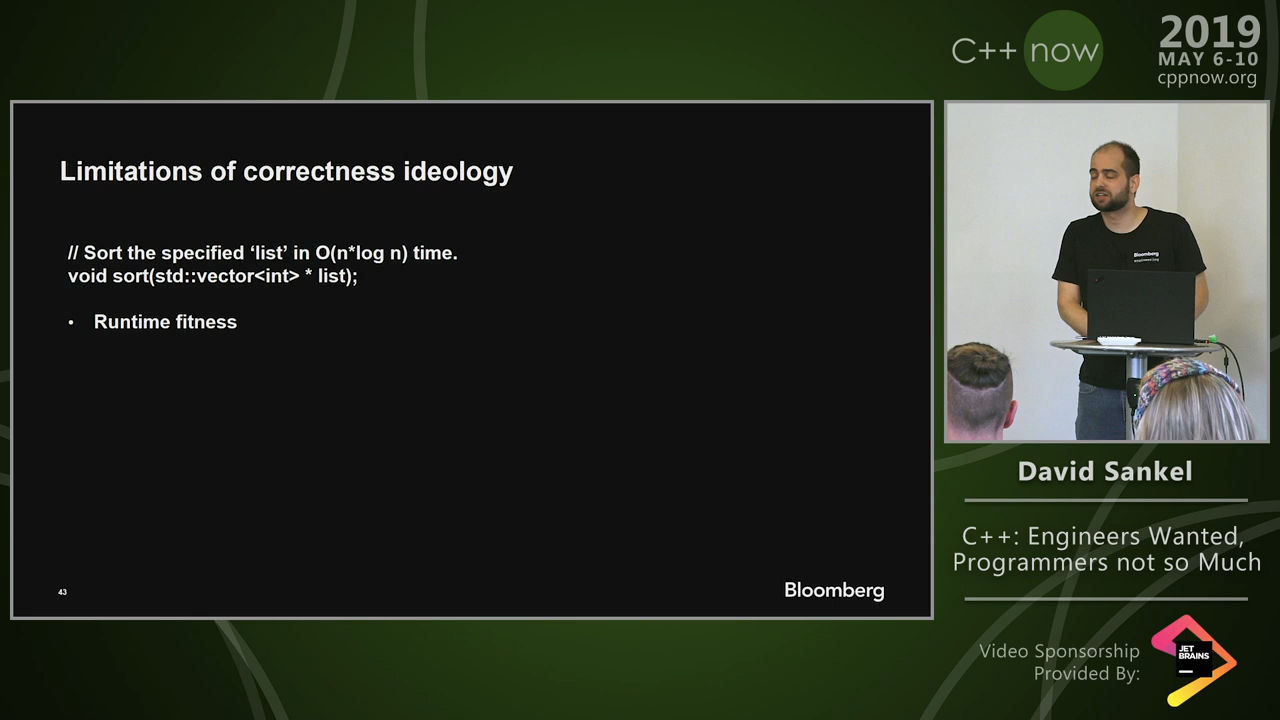 C++ now
2019
MAY 6-10
cppnow.org
Limitations of correctness ideology
// Sort the specified ‘list’ in O(n*log n) time.
void sort(std::vector<int> * list);
• Runtime fitness
43
Bloomberg
Bloomberg
Engineering
David Sankel
C++: Engineers Wanted,
Programmers not so Much
Video Sponsorship
Provided By:
JET
BRAINS